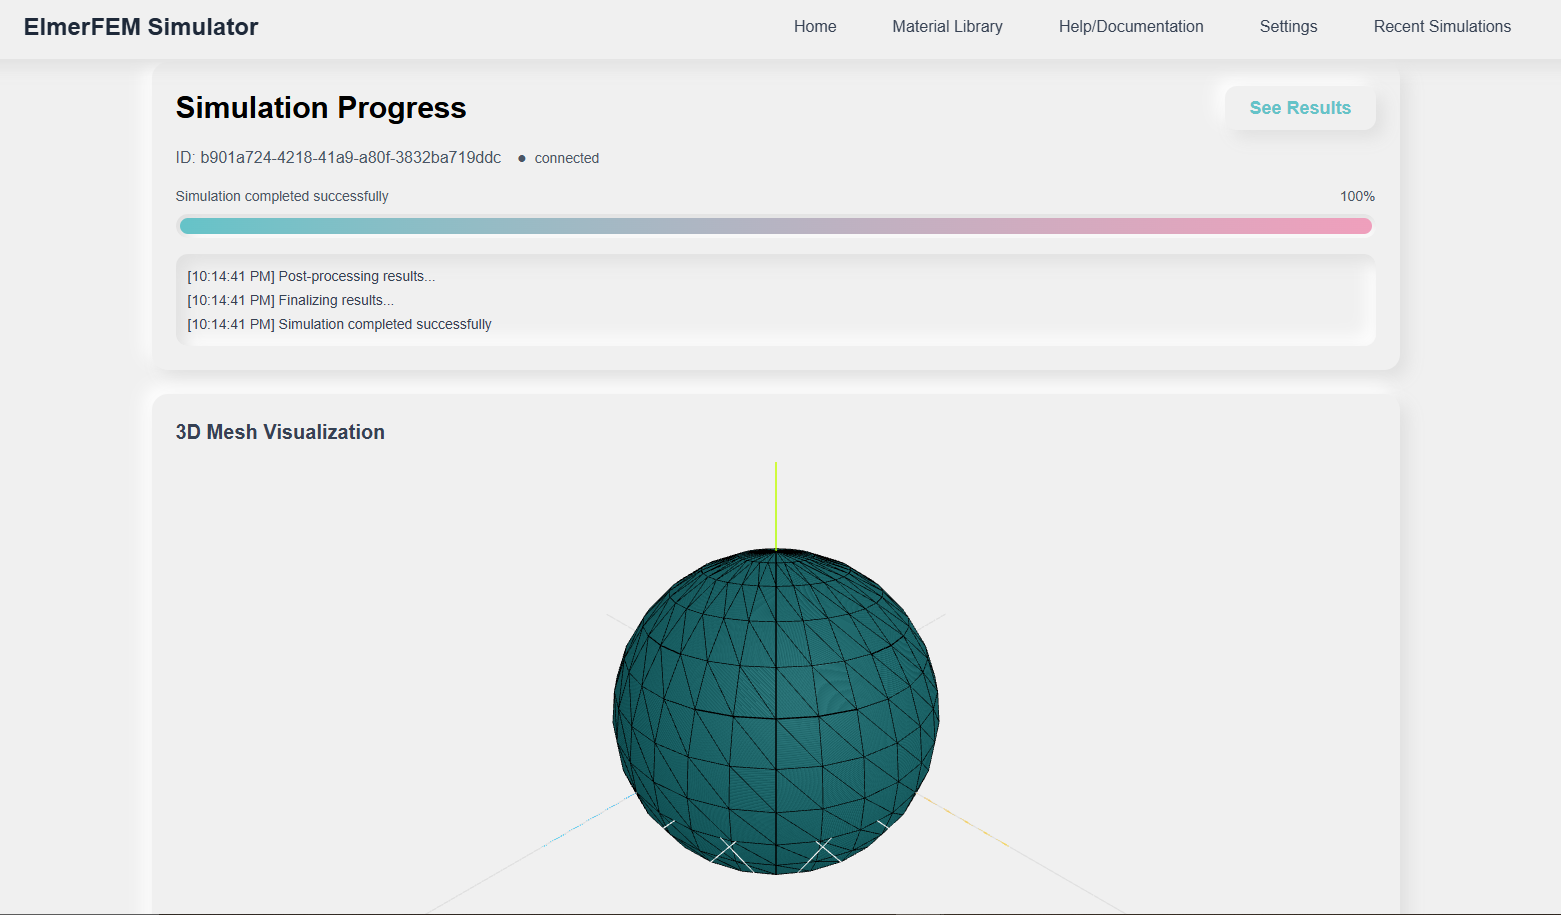 ElmerFEM Simulator
Home
Material Library
Help/Documentation
Settings
Recent Simulations
Simulation Progress
See Results
ID: b901a724-4218-41a9-a80f-3832ba719ddc
● connected
Simulation completed successfully
100%
[10:14:41 PM] Post-processing results...
[10:14:41 PM] Finalizing results...
[10:14:41 PM] Simulation completed successfully
3D Mesh Visualization